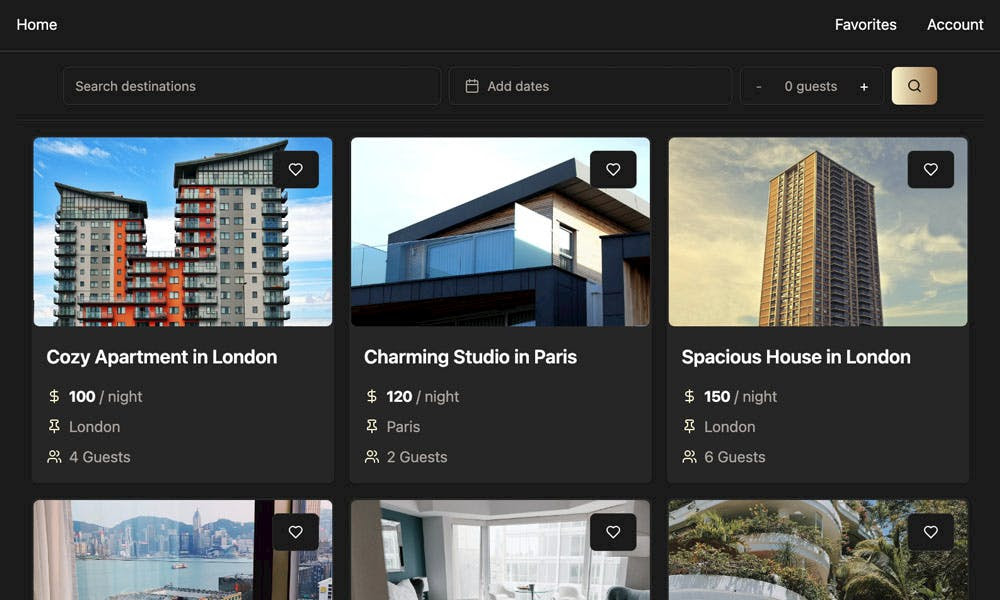 Home Favorites Account
Search destinations Add dates - 0 guests +
Cozy Apartment in London
$ 100 / night
London
4 Guests
Charming Studio in Paris
$ 120 / night
Paris
2 Guests
Spacious House in London
$ 150 / night
London
6 Guests